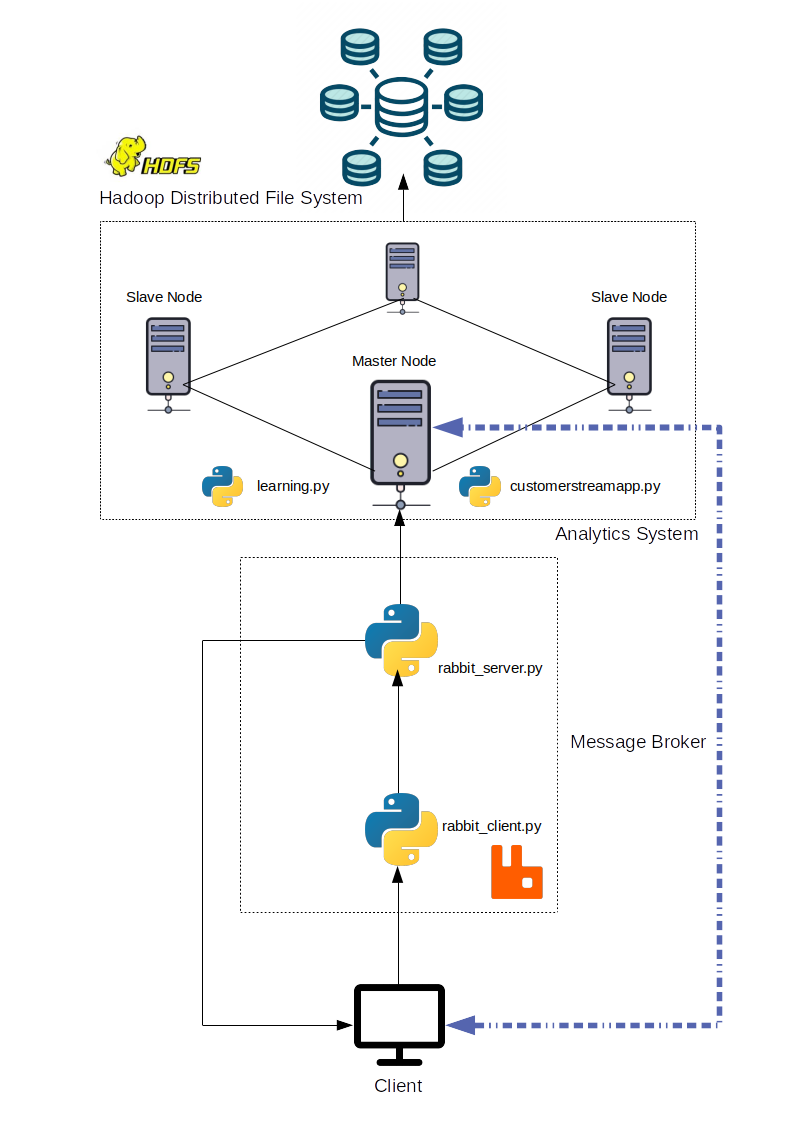 HDFS
Hadoop Distributed File System
Slave Node
Slave Node
Master Node
learning.py
customerstreamapp.py
Analytics System
rabbit_server.py
Message Broker
rabbit_client.py
Client